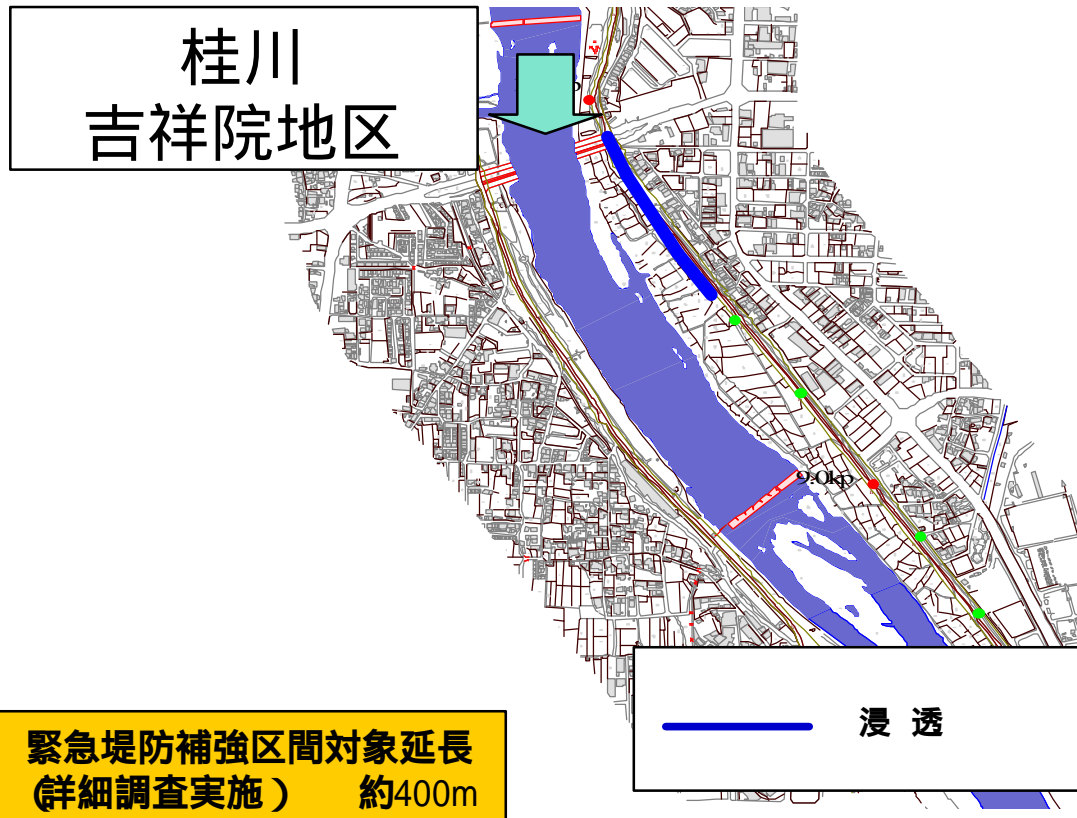 桂川
吉祥院地区
9.0kp
浸 透
緊急堤防補強区間対象延長
(詳細調査実施) 約400m